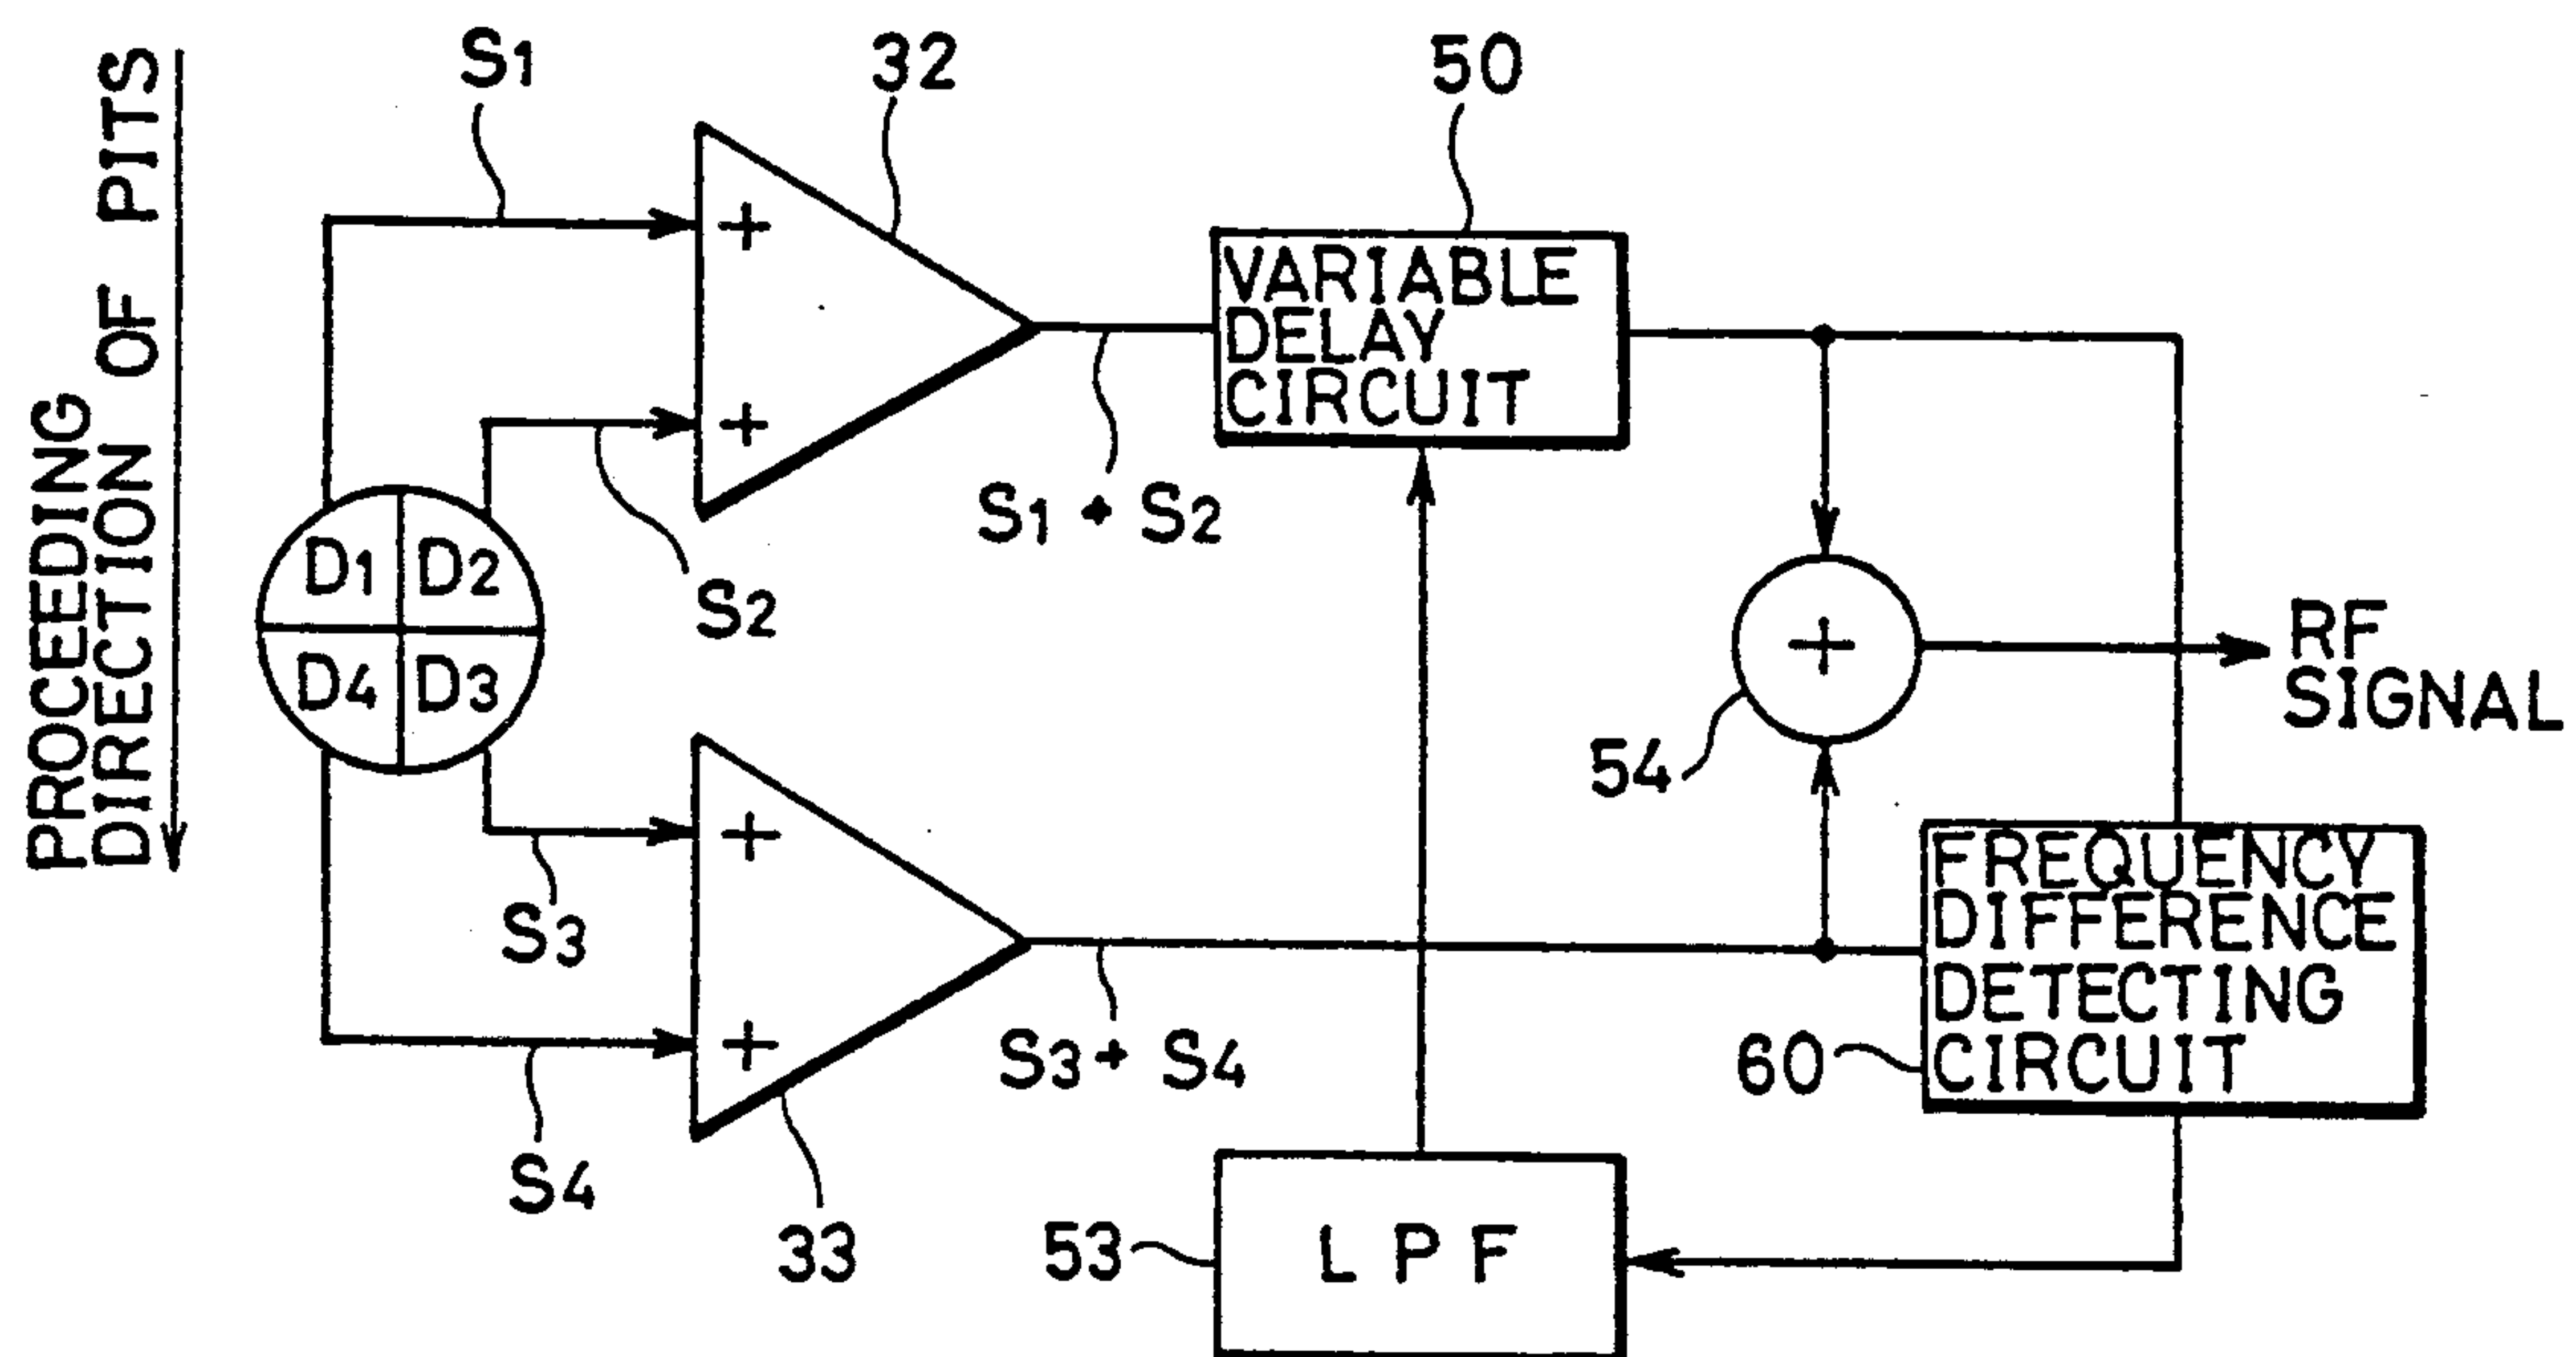 PROCEEDING
DIRECTION OF PITS
S1
32
50
+
+
VARIABLE
DELAY
CIRCUIT
S1 + S2
S2
D1
D2
D4
D3
+
54
RF
SIGNAL
+
+
S3
S4
33
S3 + S4
FREQUENCY
DIFFERENCE
DETECTING
CIRCUIT
60
53
LPF